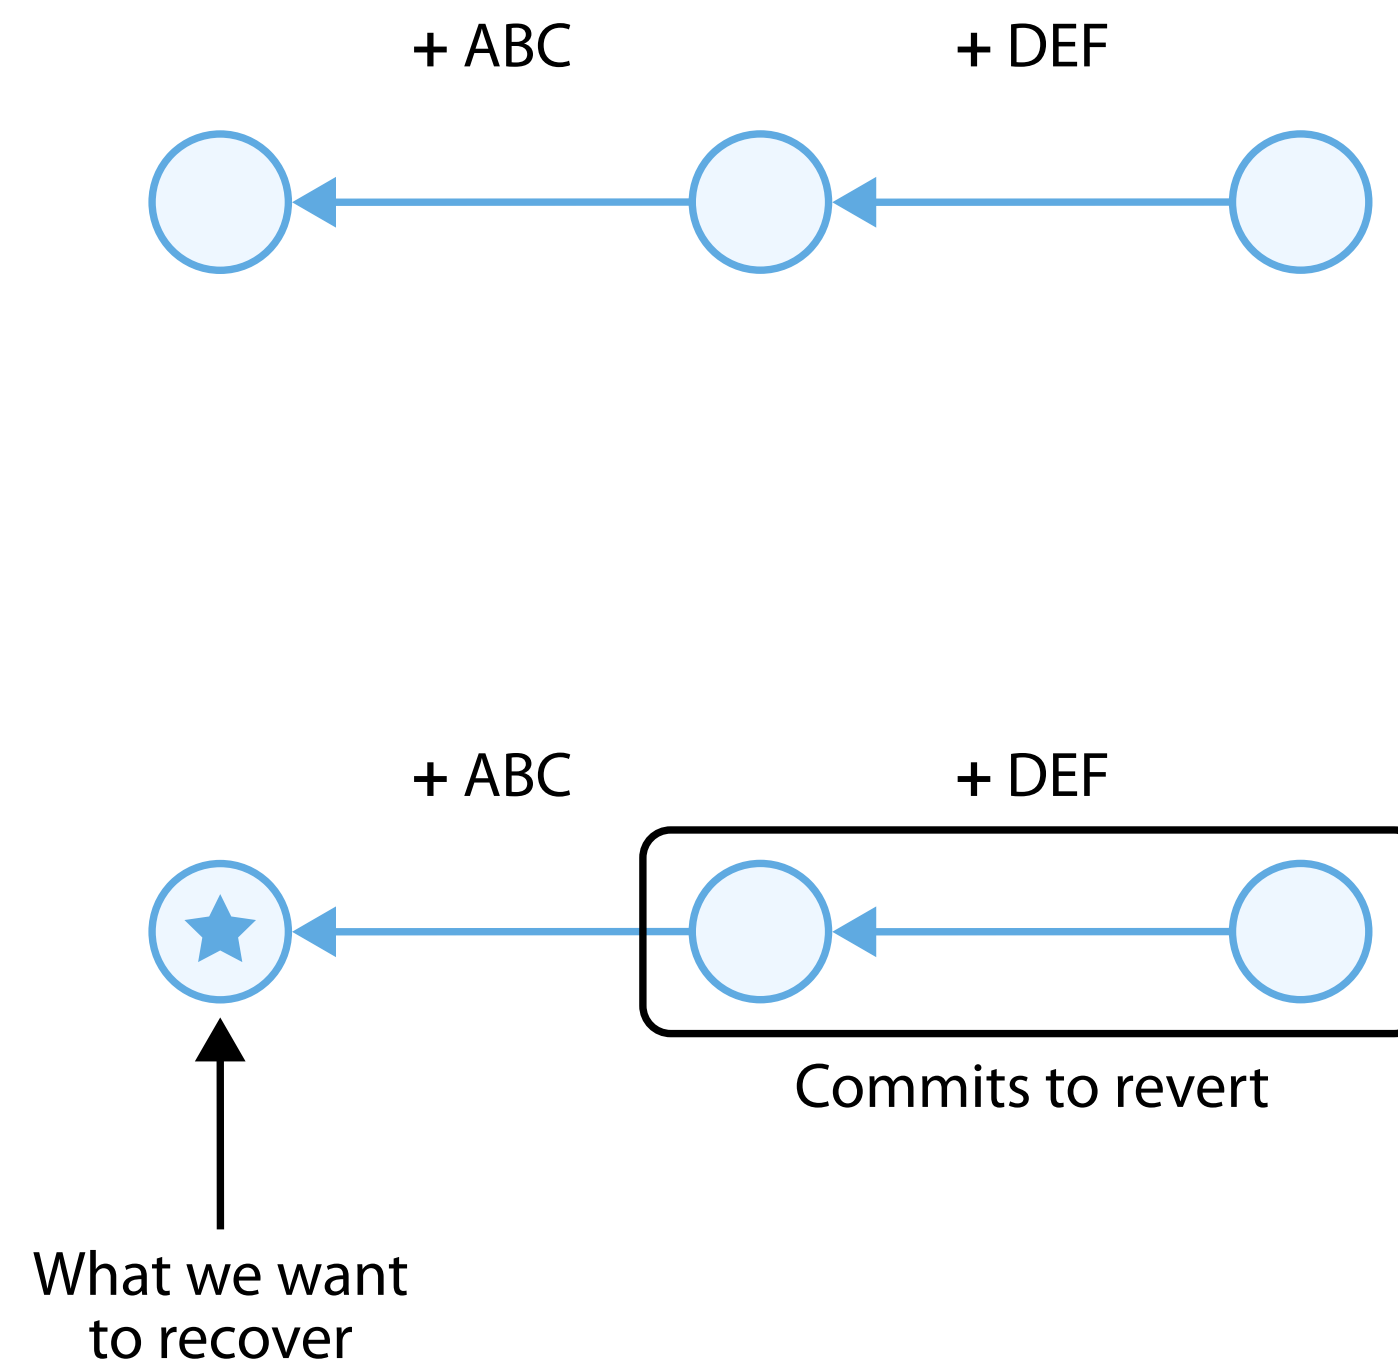 + ABC
+ DEF
+ ABC
+ DEF
Commits to revert
What we want
to recover